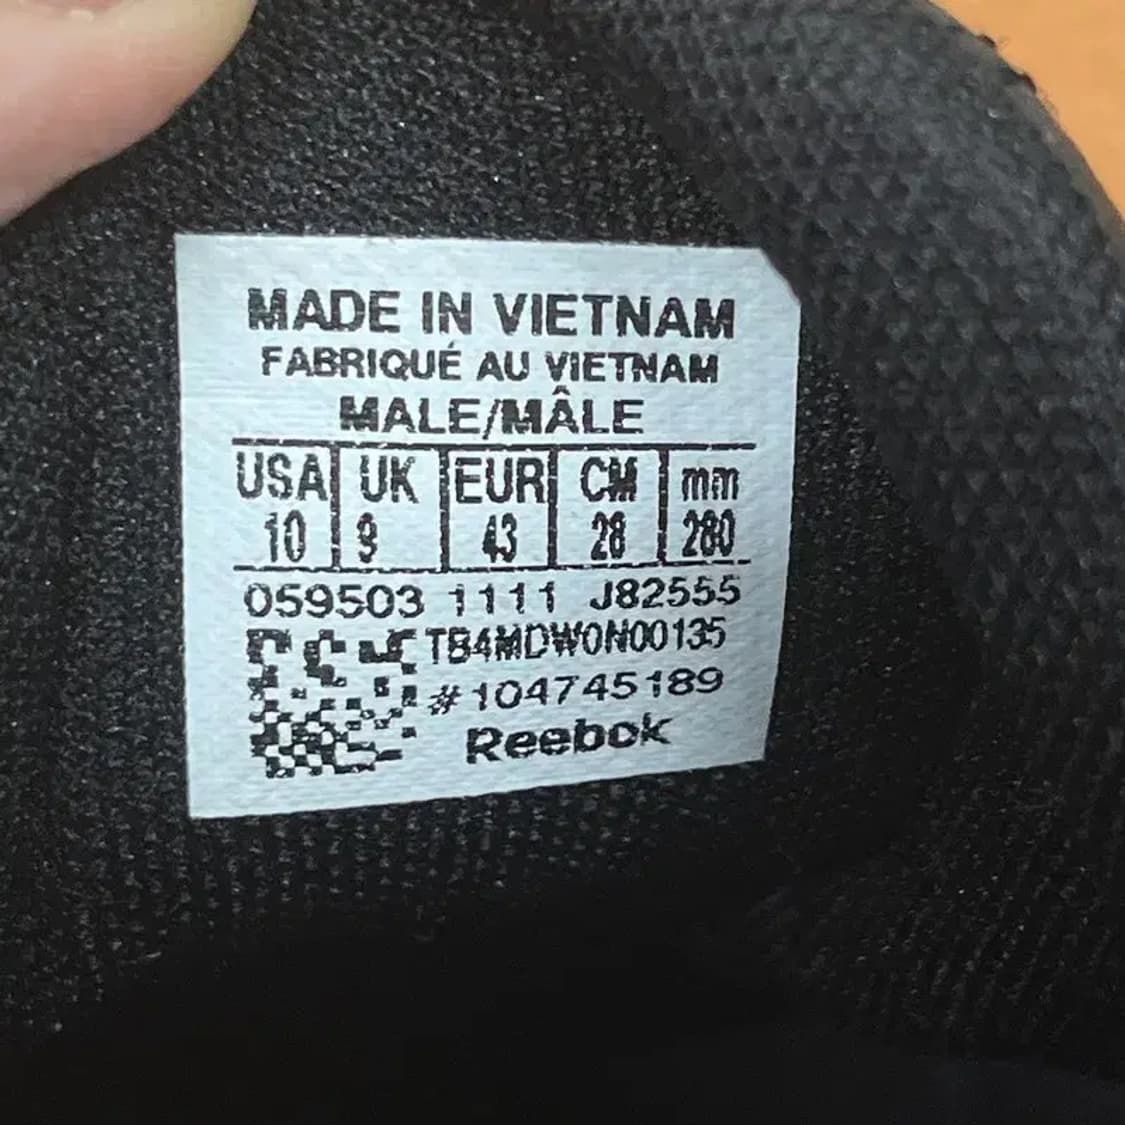 MADE IN VIETNAM
FABRIQUÉ AU VIETNAM
MALE/MÂLE
USA UK EUR CM mm
10 9 43 28 280
059503 1111 J82555
TB4MDW0N00135
#104745189
Reebok